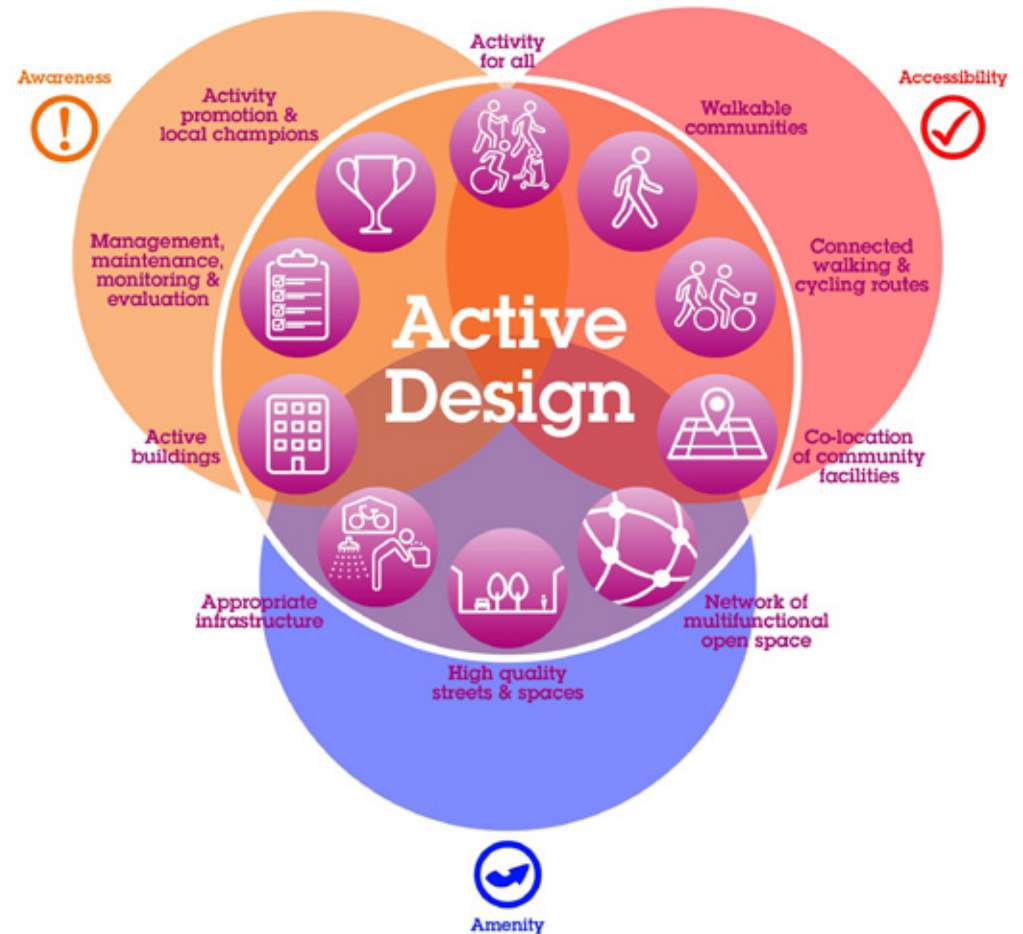 Activity
for all
Awareness
Accessibility
Activity
promotion &
local champions
Walkable
communities
Management,
maintenance,
monitoring &
evaluation
Connected
walking &
cycling routes
Active
Design
Active
buildings
Co-location
of community
facilities
Appropriate
infrastructure
Network of
multifunctional
open space
High quality
streets & spaces
Amenity